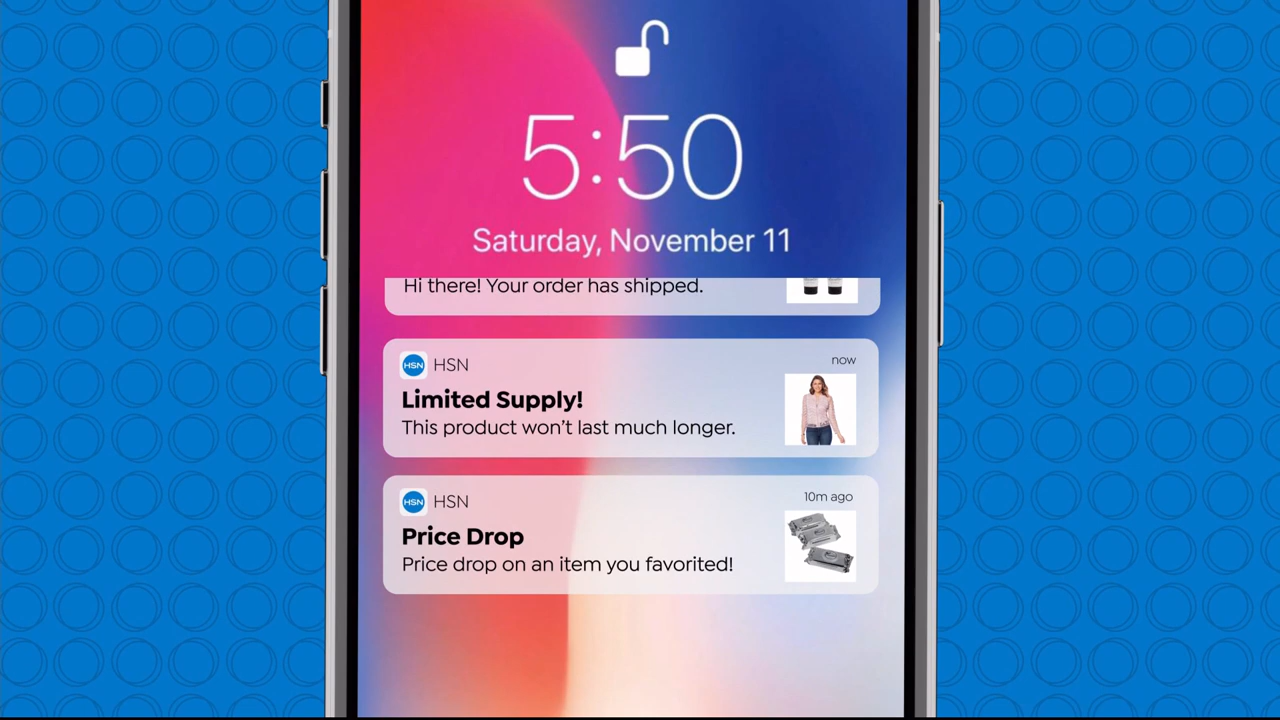 5:50
Saturday, November 11
Hi there! Your order has shipped.
HSN HSN
now
Limited Supply!
This product won't last much longer.
HSN HSN
10m ago
Price Drop
Price drop on an item you favorited!